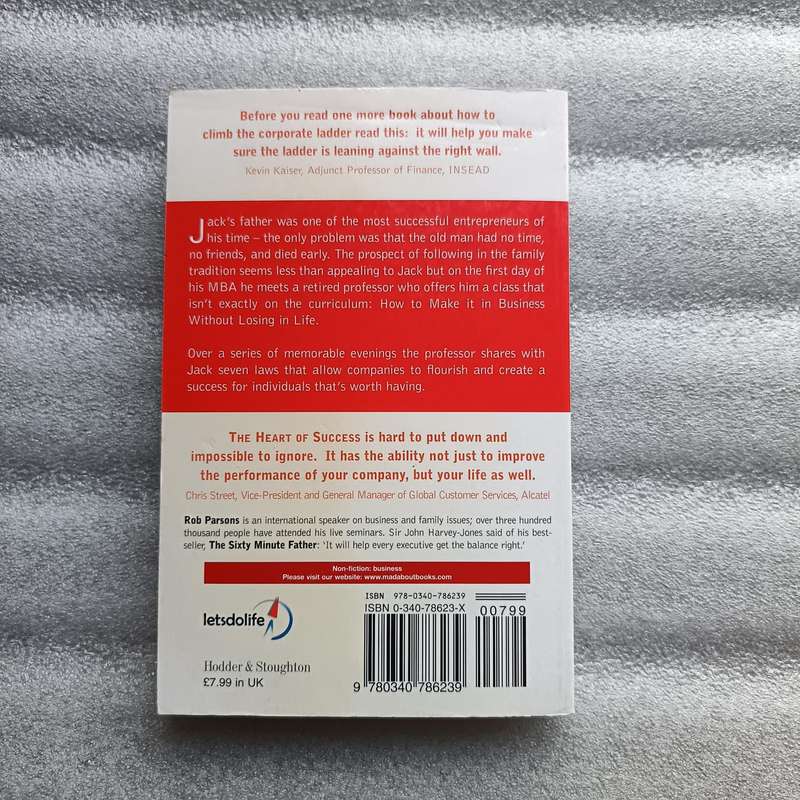 Before you read one more book about how to
climb the corporate ladder read this: it will help you make
sure the ladder is leaning against the right wall.
Kevin Kaiser, Adjunct Professor of Finance, INSEAD
Jack's father was one of the most successful entrepreneurs of
his time – the only problem was that the old man had no time,
no friends, and died early. The prospect of following in the family
tradition seems less than appealing to Jack but on the first day of
his MBA he meets a retired professor who offers him a class that
isn't exactly on the curriculum: How to Make it in Business
Without Losing in Life.
Over a series of memorable evenings the professor shares with
Jack seven laws that allow companies to flourish and create a
success for individuals that's worth having.
THE HEART OF SUCCESS is hard to put down and
impossible to ignore. It has the ability not just to improve
the performance of your company, but your life as well.
Chris Street, Vice-President and General Manager of Global Customer Services, Alcatel
Rob Parsons is an international speaker on business and family issues; over three hundred
thousand people have attended his live seminars. Sir John Harvey-Jones said of his best-
seller, The Sixty Minute Father: 'It will help every executive get the balance right.'
Non-fiction: business
Please visit our website: www.madaboutbooks.com
letsdolife
Hodder & Stoughton
£7.99 in UK
ISBN 978-0340-786239
ISBN 0-340-78623-X
00799
9 780340 786239